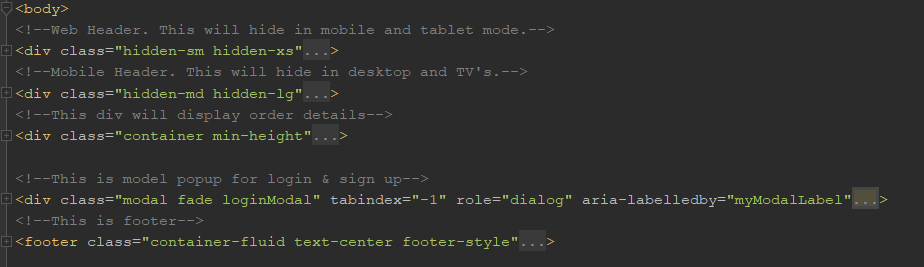 <body>
<!--Web Header. This will hide in mobile and tablet mode.-->
<div class="hidden-sm hidden-xs"...>
<!--Mobile Header. This will hide in desktop and TV's.-->
<div class="hidden-md hidden-lg"...>
<!--This div will display order details-->
<div class="container min-height"...>
<!--This is model popup for login & sign up-->
<div class="modal fade loginModal" tabindex="-1" role="dialog" aria-labelledby="myModalLabel"...>
<!--This is footer-->
<footer class="container-fluid text-center footer-style"...>